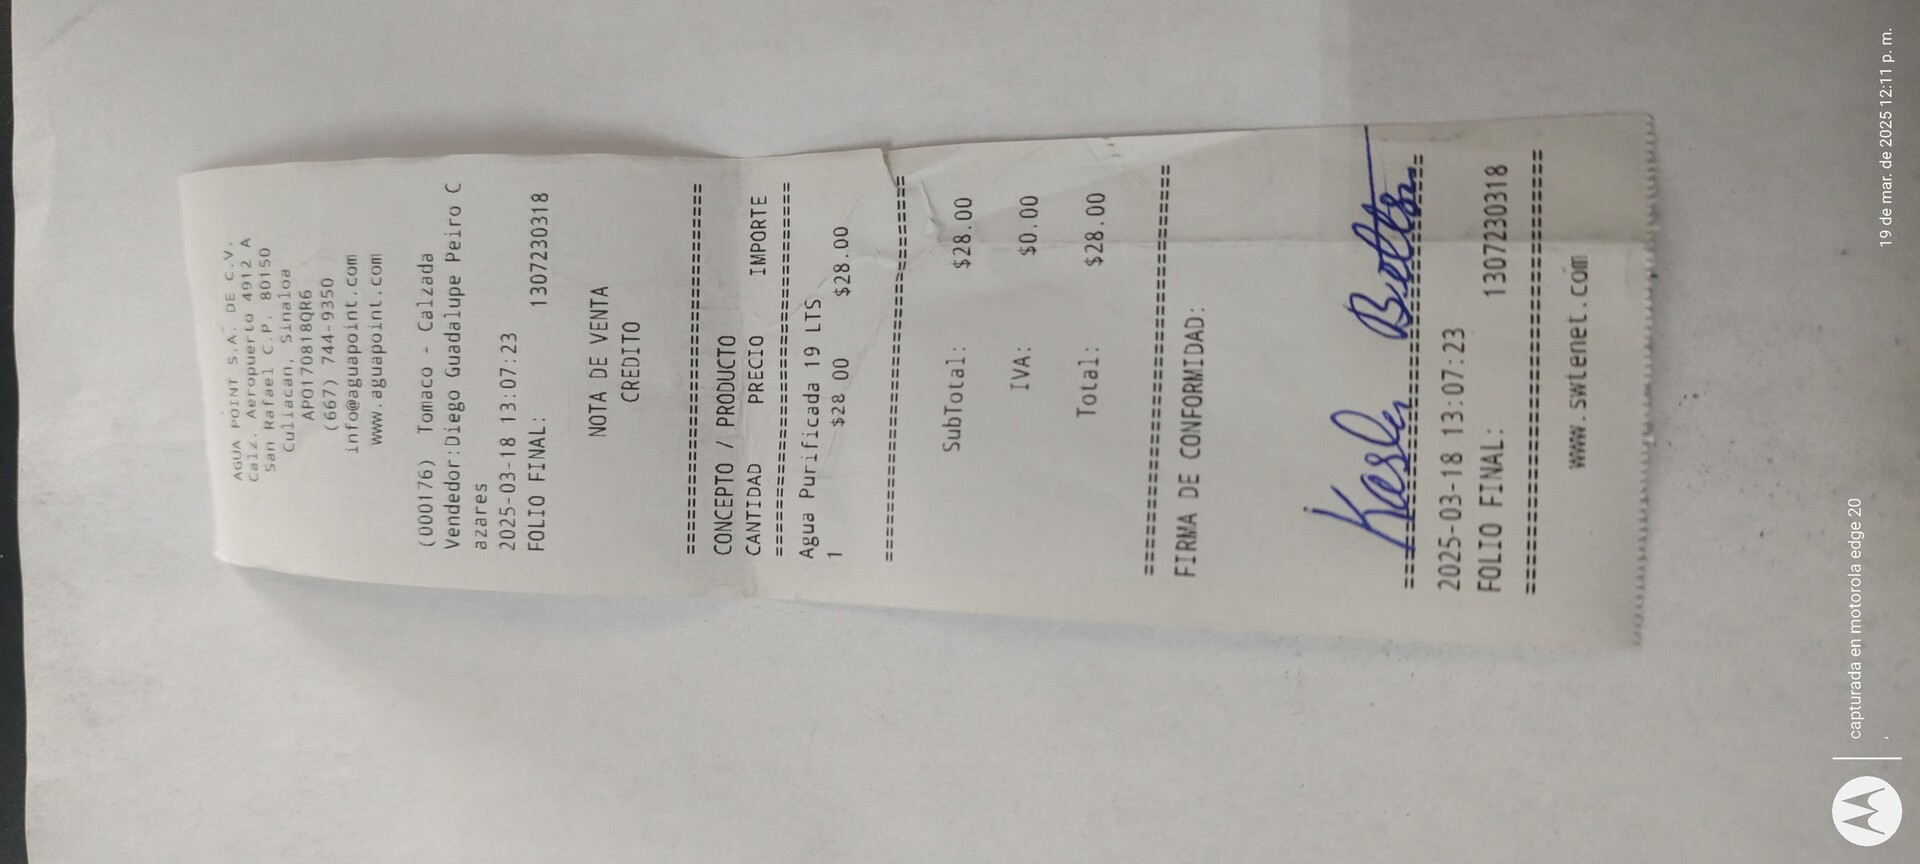 AGUA POINT S.A. DE C.V.
Calz. Aeropuerto 4912 A
San Rafael C.P. 80150
Culiacan, Sinaloa
APO170818QR6
(667) 744-9350
info@aguapoint.com
www.aguapoint.com
(000176) Tomaco - Calzada
Vendedor:Diego Guadalupe Peiro C
azares
2025-03-18 13:07:23
FOLIO FINAL: 1307230318
NOTA DE VENTA
CREDITO
================================
CONCEPTO / PRODUCTO
CANTIDAD PRECIO IMPORTE
================================
Agua Purificada 19 LTS
1 $28.00 $28.00
================================
SubTotal: $28.00
IVA: $0.00
Total: $28.00
================================
FIRMA DE CONFORMIDAD:
Karla
================================
2025-03-18 13:07:23
FOLIO FINAL: 1307230318
================================
www.swtenet.com
capturada en motorola edge 20
19 de mar. de 2025 12:11 p. m.